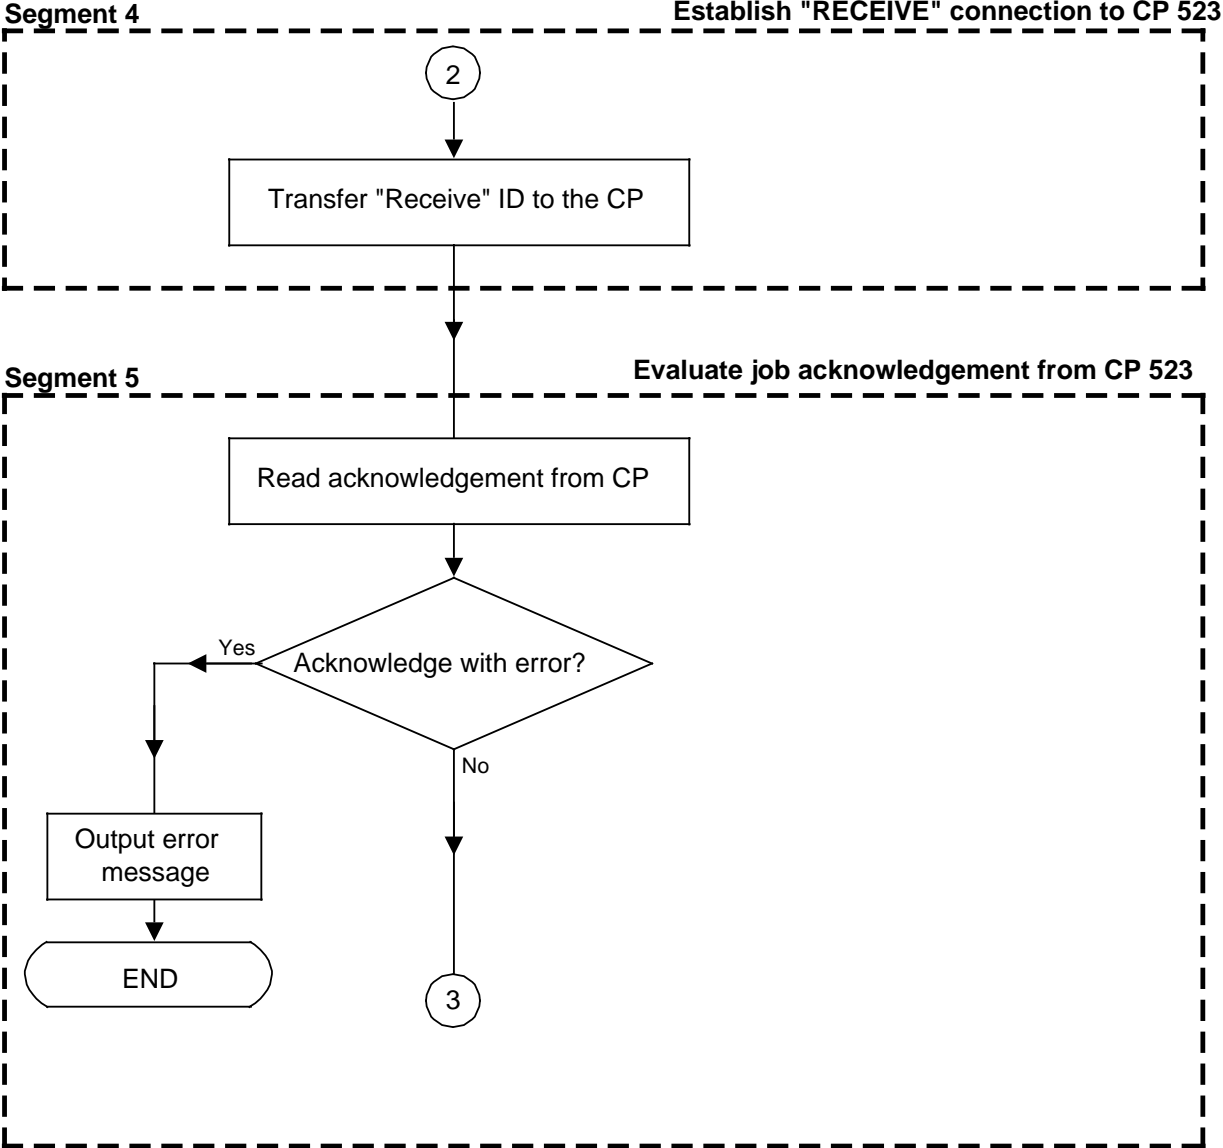 Segment 4
Establish "RECEIVE" connection to CP 523
2
Transfer "Receive" ID to the CP
Segment 5
Evaluate job acknowledgement from CP 523
Read acknowledgement from CP
Yes
Acknowledge with error?
No
Output error
message
END
3